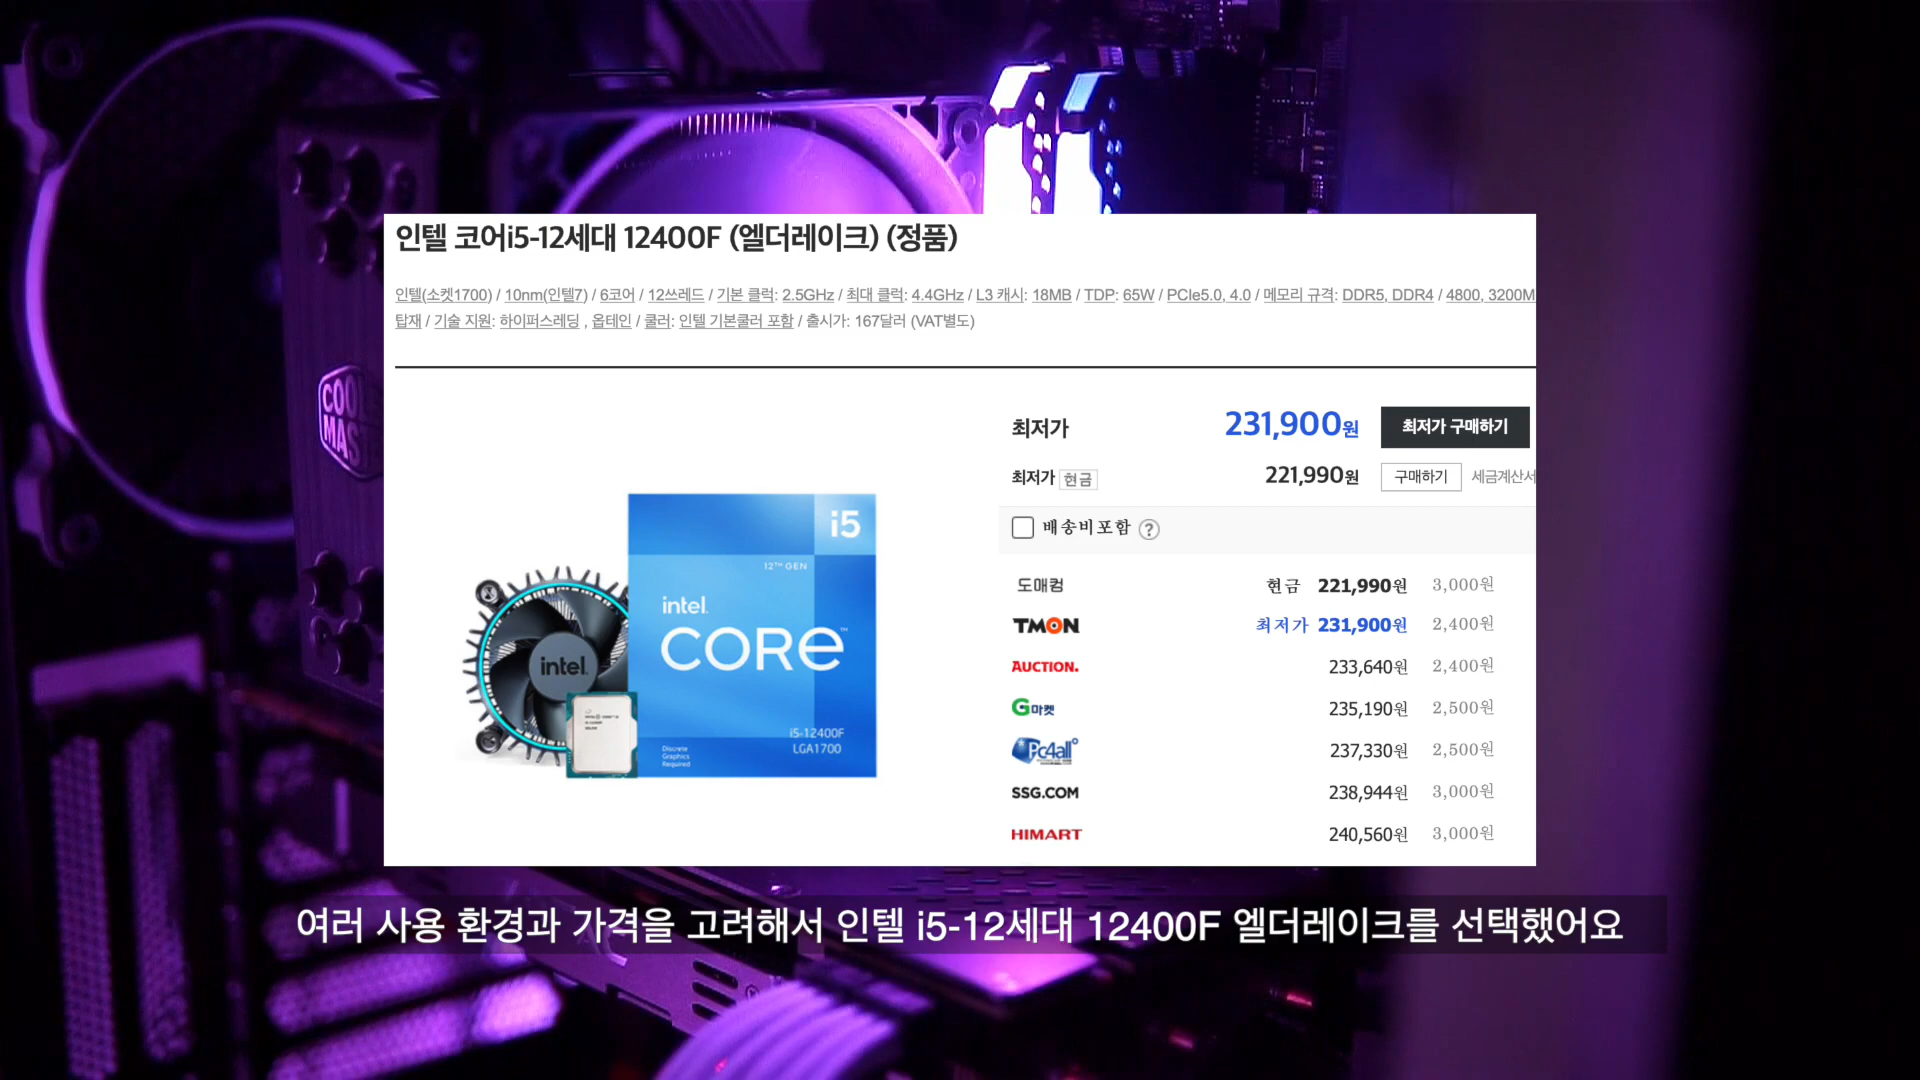 인텔 코어i5-12세대 12400F (엘더레이크) (정품)
인텔(소켓1700) / 10nm(인텔7) / 6코어 / 12쓰레드 / 기본 클럭: 2.5GHz / 최대 클럭: 4.4GHz / L3 캐시: 18MB / TDP: 65W / PCIe5.0, 4.0 / 메모리 규격: DDR5, DDR4 / 4800, 3200M
탑재 / 기술 지원: 하이퍼스레딩 , 옵테인 / 쿨러: 인텔 기본쿨러 포함 / 출시가: 167달러 (VAT별도)
COOL
MAST
최저가 231,900원 최저가 구매하기
최저가 현금 221,990원 구매하기 세금계산서
배송비포함 ?
도매컴 현금 221,990원 3,000원
TMON 최저가 231,900원 2,400원
AUCTION. 233,640원 2,400원
G마켓 235,190원 2,500원
Pc4all 237,330원 2,500원
SSG.COM 238,944원 3,000원
HIMART 240,560원 3,000원
i5
12TH GEN
intel.
CORE™
i5-12400F
LGA1700
Discrete
Graphics
Required
intel.
여러 사용 환경과 가격을 고려해서 인텔 i5-12세대 12400F 엘더레이크를 선택했어요